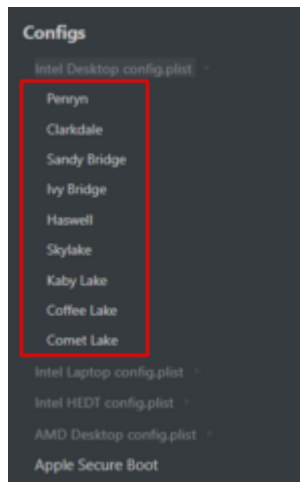 Configs
Intel Desktop config.plist
Penryn
Clarkdale
Sandy Bridge
Ivy Bridge
Haswell
Skylake
Kaby Lake
Coffee Lake
Comet Lake
Intel Laptop config.plist
Intel HEDT config.plist
AMD Desktop config.plist
Apple Secure Boot